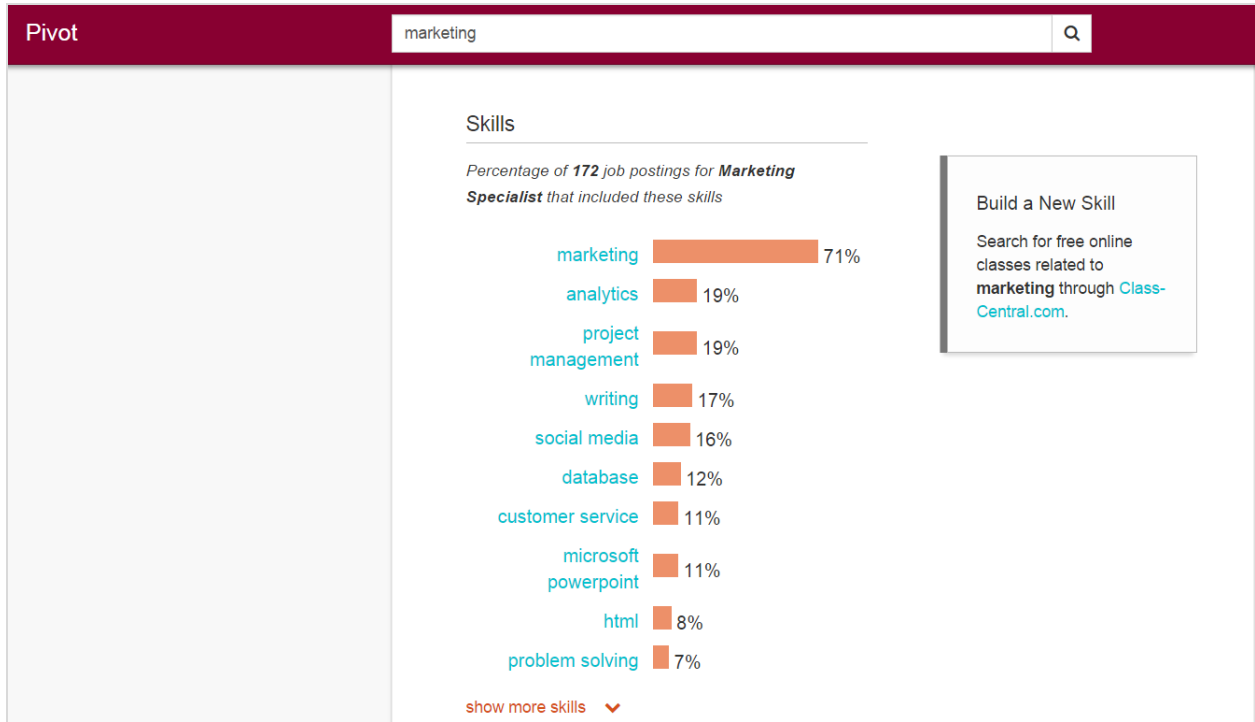 Pivot
marketing
Skills
Percentage of 172 job postings for Marketing
Specialist that included these skills
marketing 71%
analytics 19%
project
management 19%
writing 17%
social media 16%
database 12%
customer service 11%
microsoft
powerpoint 11%
html 8%
problem solving 7%
show more skills
Build a New Skill
Search for free online
classes related to
marketing through Class-
Central.com.